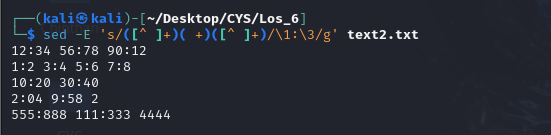 ┌──(kali㉿kali)-[~/Desktop/CYS/Los_6]
└─$ sed -E 's/([^ ]+)( +)([^ ]+)/\1:\3/g' text2.txt
12:34 56:78 90:12
1:2 3:4 5:6 7:8
10:20 30:40
2:04 9:58 2
555:888 111:333 4444